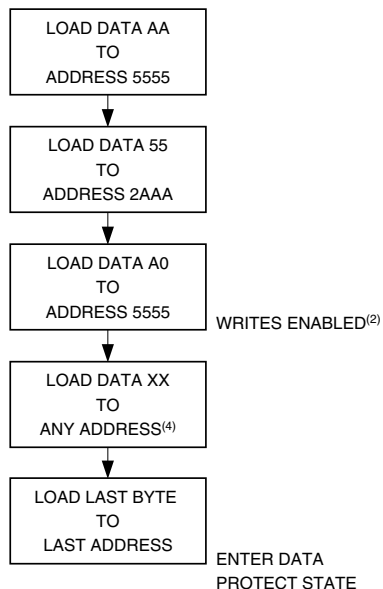 LOAD DATA AA
TO
ADDRESS 5555
LOAD DATA 55
TO
ADDRESS 2AAA
LOAD DATA A0
TO
ADDRESS 5555
WRITES ENABLED(2)
LOAD DATA XX
TO
ANY ADDRESS(4)
LOAD LAST BYTE
TO
LAST ADDRESS
ENTER DATA
PROTECT STATE